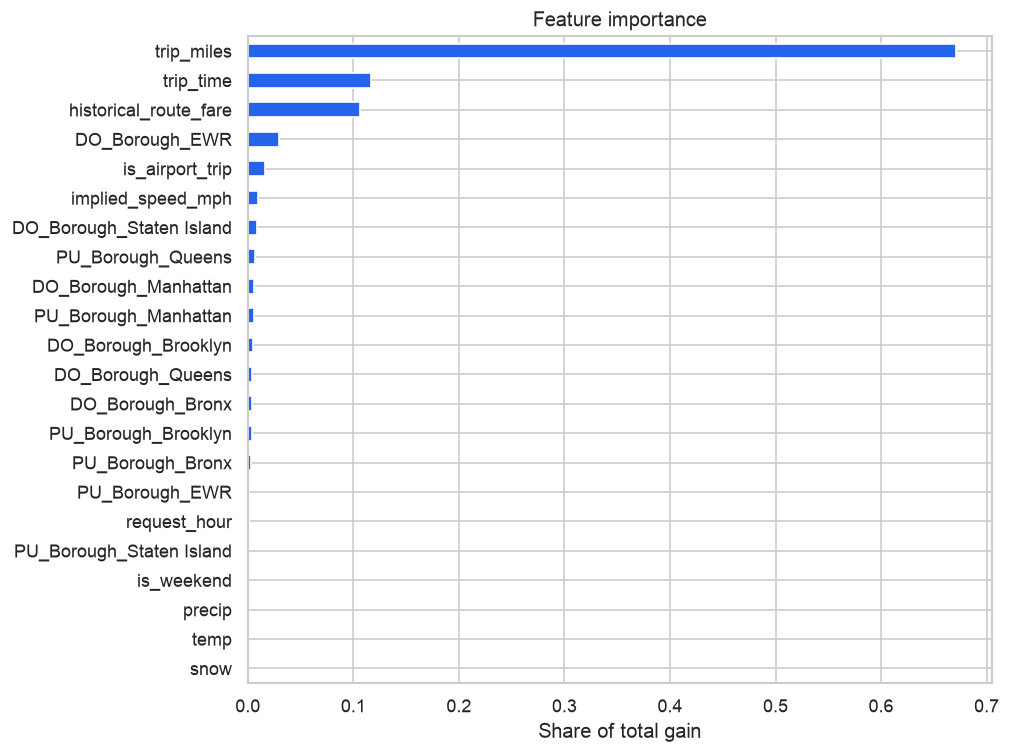 Feature importance
trip_miles
trip_time
historical_route_fare
DO_Borough_EWR
is_airport_trip
implied_speed_mph
DO_Borough_Staten Island
PU_Borough_Queens
DO_Borough_Manhattan
PU_Borough_Manhattan
DO_Borough_Brooklyn
DO_Borough_Queens
DO_Borough_Bronx
PU_Borough_Brooklyn
PU_Borough_Bronx
PU_Borough_EWR
request_hour
PU_Borough_Staten Island
is_weekend
precip
temp
snow
0.0 0.1 0.2 0.3 0.4 0.5 0.6 0.7
Share of total gain